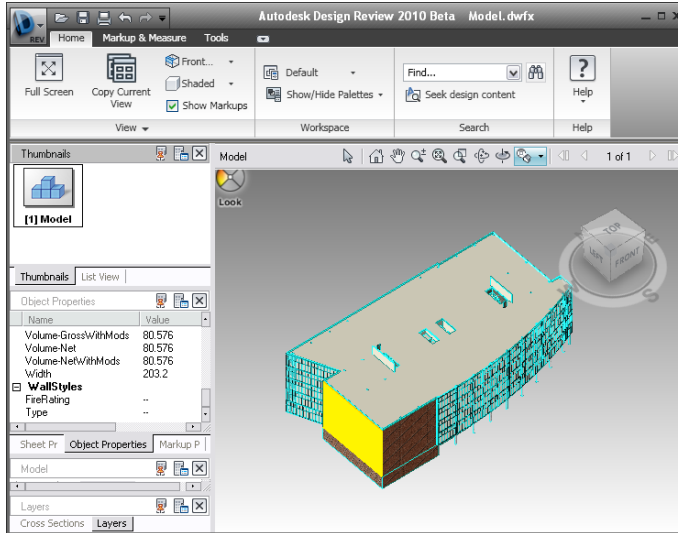 Autodesk Design Review 2010 Beta Model.dwfx
REV Home Markup & Measure Tools
Full Screen
Copy Current View
Front...
Shaded
Show Markups
View
Default
Show/Hide Palettes
Workspace
Find...
Seek design content
Search
Help
Help
Thumbnails
[1] Model
Thumbnails List View
Model
1 of 1
Look
TOP
LEFT
FRONT
W
S
E
Object Properties
Name Value
Volume-GrossWithMods 80.576
Volume-Net 80.576
Volume-NetWithMods 80.576
Width 203.2
WallStyles
FireRating --
Type --
Sheet Pr Object Properties Markup P
Model
Layers
Cross Sections Layers